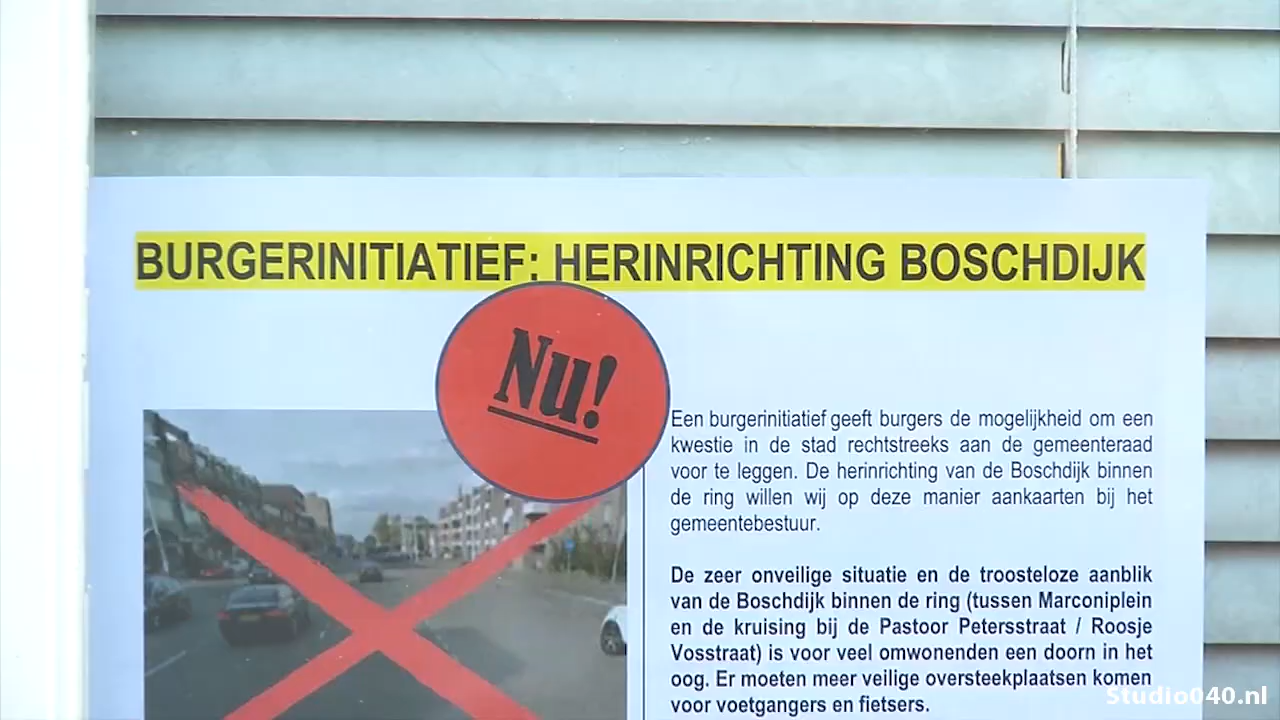 BURGERINITIATIEF: HERINRICHTING BOSCHDIJK
Nu!
Een burgerinitiatief geeft burgers de mogelijkheid om een
kwestie in de stad rechtstreeks aan de gemeenteraad
voor te leggen. De herinrichting van de Boschdijk binnen
de ring willen wij op deze manier aankaarten bij het
gemeentebestuur.
De zeer onveilige situatie en de troosteloze aanblik
van de Boschdijk binnen de ring (tussen Marconiplein
en de kruising bij de Pastoor Petersstraat / Roosje
Vosstraat) is voor veel omwonenden een doorn in het
oog. Er moeten meer veilige oversteekplaatsen komen
voor voetgangers en fietsers.
Studio040.nl